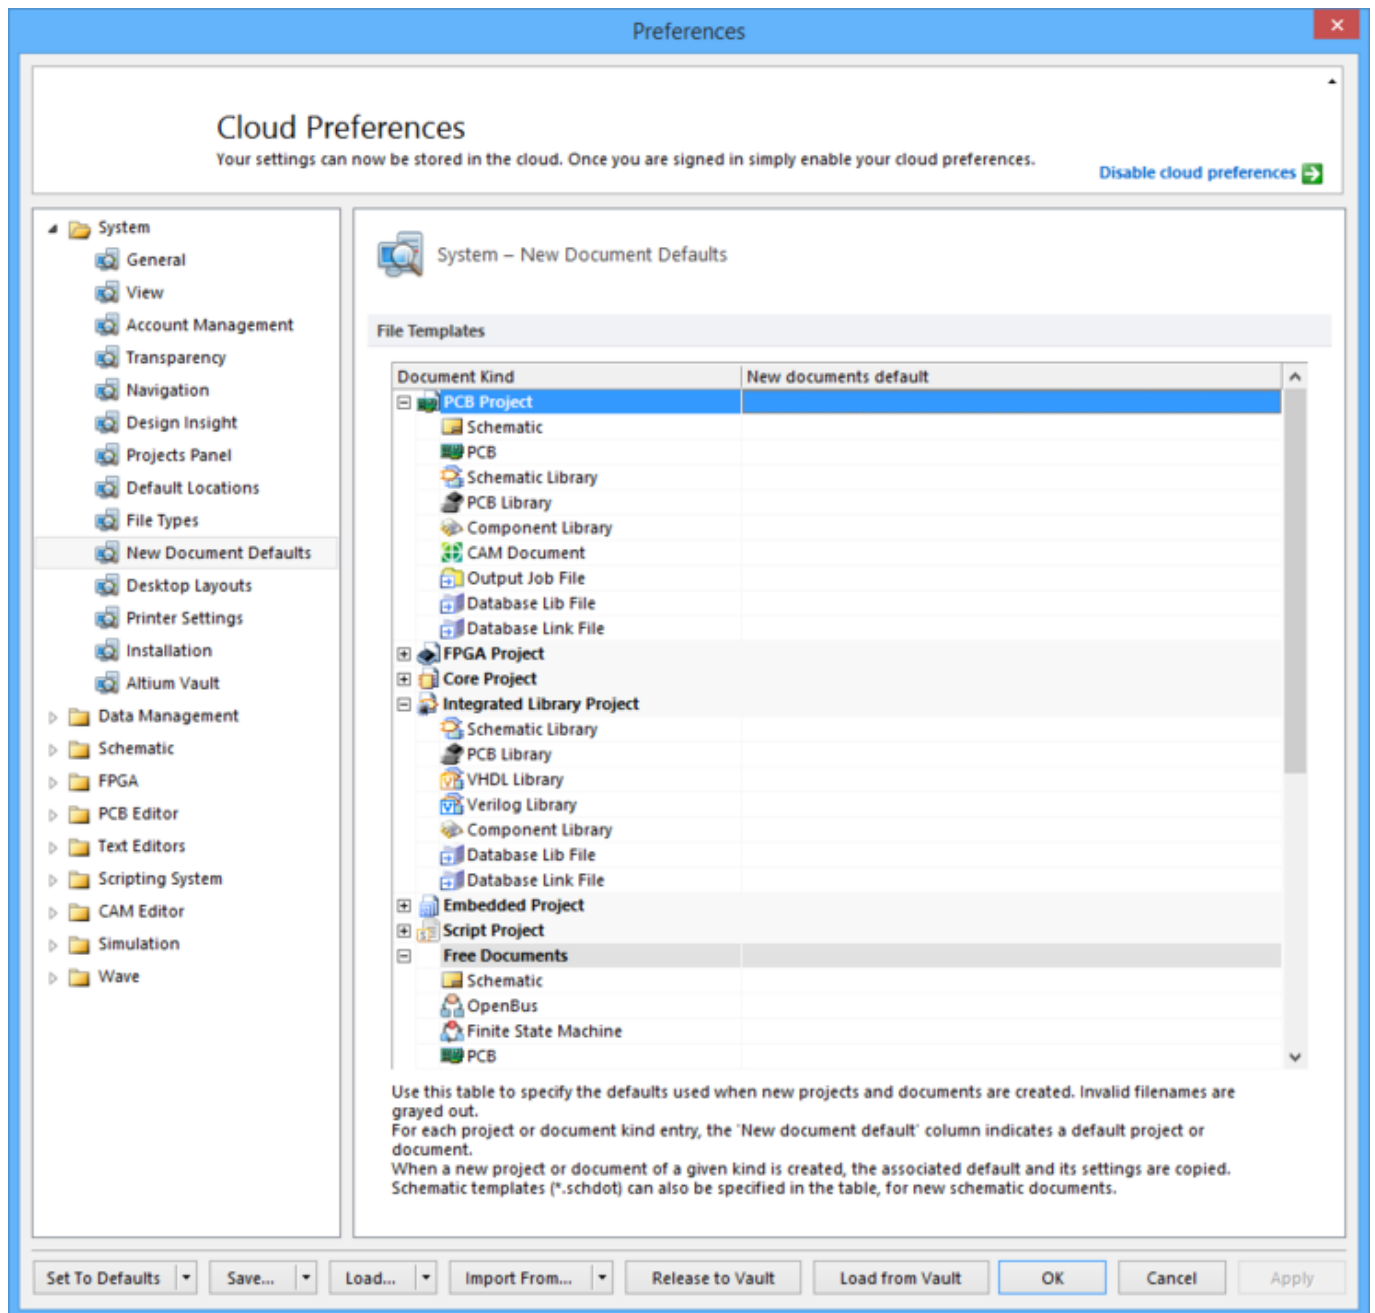 Preferences
Cloud Preferences
Your settings can now be stored in the cloud. Once you are signed in simply enable your cloud preferences.
Disable cloud preferences
System
General
View
Account Management
Transparency
Navigation
Design Insight
Projects Panel
Default Locations
File Types
New Document Defaults
Desktop Layouts
Printer Settings
Installation
Altium Vault
Data Management
Schematic
FPGA
PCB Editor
Text Editors
Scripting System
CAM Editor
Simulation
Wave
System – New Document Defaults
File Templates
Document Kind New documents default
PCB Project
Schematic
PCB
Schematic Library
PCB Library
Component Library
CAM Document
Output Job File
Database Lib File
Database Link File
FPGA Project
Core Project
Integrated Library Project
Schematic Library
PCB Library
VHDL Library
Verilog Library
Component Library
Database Lib File
Database Link File
Embedded Project
Script Project
Free Documents
Schematic
OpenBus
Finite State Machine
PCB
Use this table to specify the defaults used when new projects and documents are created. Invalid filenames are
grayed out.
For each project or document kind entry, the 'New document default' column indicates a default project or
document.
When a new project or document of a given kind is created, the associated default and its settings are copied.
Schematic templates (*.schdot) can also be specified in the table, for new schematic documents.
Set To Defaults Save... Load... Import From... Release to Vault Load from Vault OK Cancel Apply